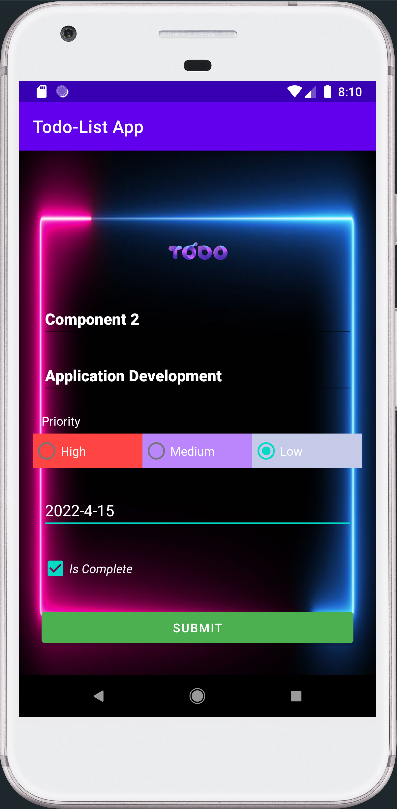 8:10
Todo-List App
TODO
Component 2
Application Development
Priority
High Medium Low
2022-4-15
Is Complete
SUBMIT